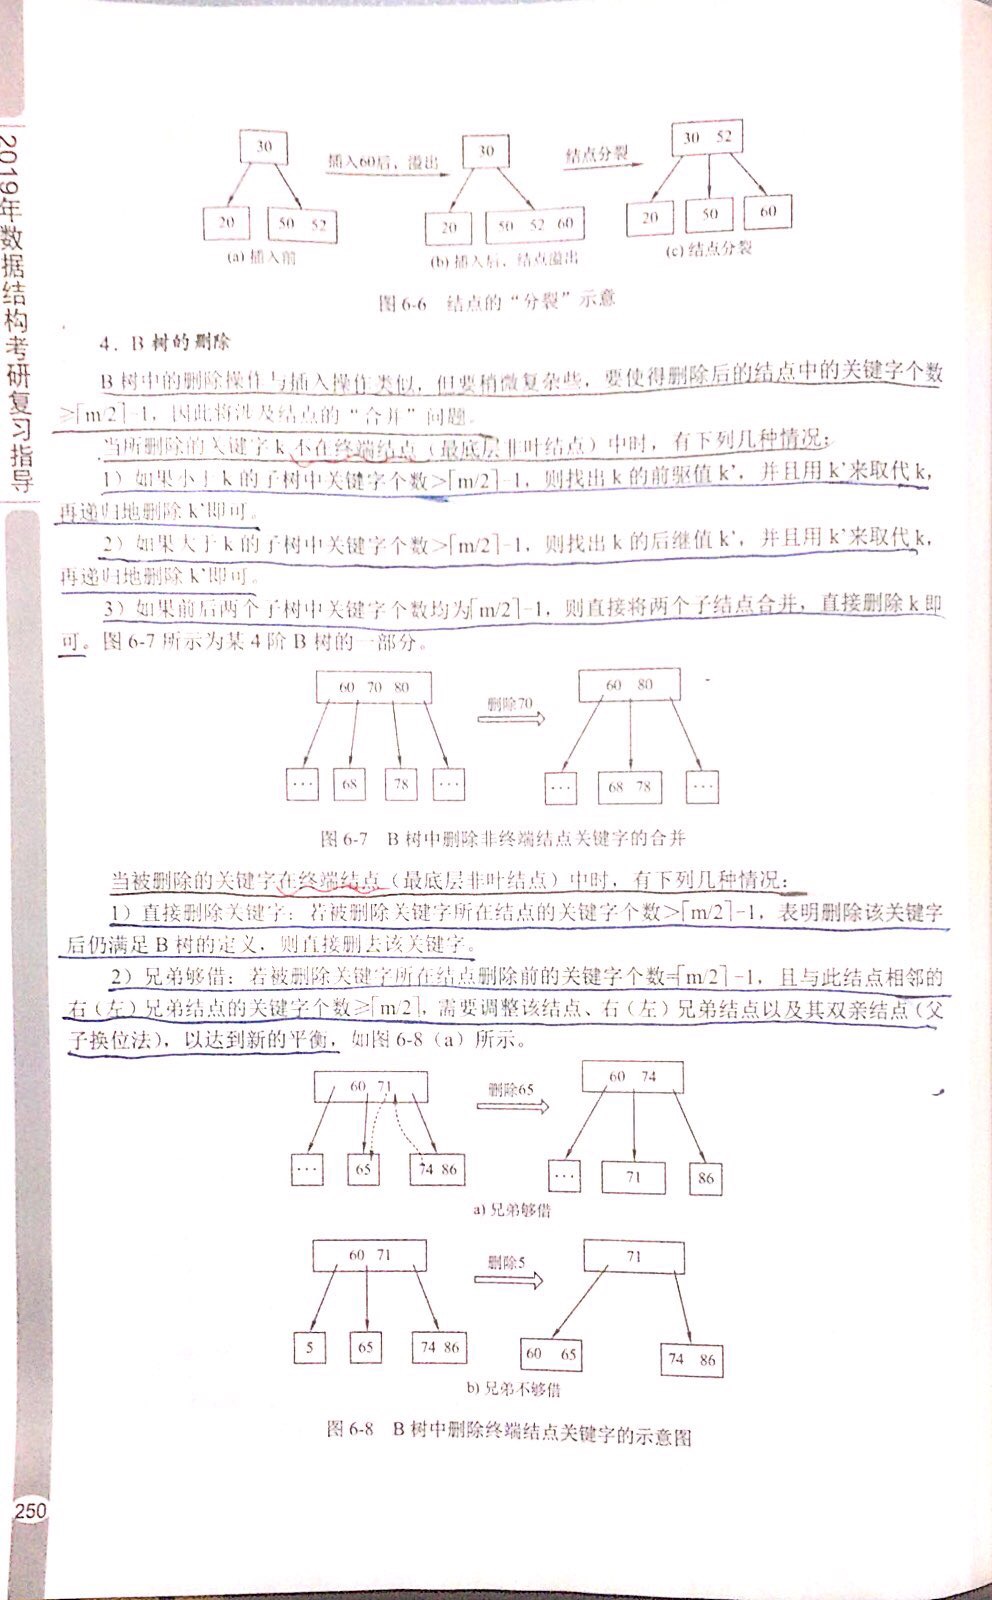 2019年数据结构考研复习指导
30
插入60后，溢出
30
结点分裂
30 52
20
50 52
20
50 52 60
20
50
60
(a) 插入前
(b) 插入后，结点溢出
(c) 结点分裂
图 6-6 结点的“分裂”示意
4．B 树的删除
B 树中的删除操作与插入操作类似，但要稍微复杂些，要使得删除后的结点中的关键字个数
≥⌈m/2⌉-1，因此将涉及结点的“合并”问题。
当所删除的关键字 k 不在终端结点（最底层非叶结点）中时，有下列几种情况：
1）如果小于 k 的子树中关键字个数>⌈m/2⌉-1，则找出 k 的前驱值 k’，并且用 k’来取代 k，
再递归地删除 k’即可。
2）如果大于 k 的子树中关键字个数>⌈m/2⌉-1，则找出 k 的后继值 k’，并且用 k’来取代 k，
再递归地删除 k’即可。
3）如果前后两个子树中关键字个数均为⌈m/2⌉-1，则直接将两个子结点合并，直接删除 k 即
可。图 6-7 所示为某 4 阶 B 树的一部分。
60 70 80
删除70
60 80
…
68
78
…
…
68 78
…
图 6-7 B 树中删除非终端结点关键字的合并
当被删除的关键字在终端结点（最底层非叶结点）中时，有下列几种情况：
1）直接删除关键字：若被删除关键字所在结点的关键字个数>⌈m/2⌉-1，表明删除该关键字
后仍满足 B 树的定义，则直接删去该关键字。
2）兄弟够借：若被删除关键字所在结点删除前的关键字个数=⌈m/2⌉-1，且与此结点相邻的
右（左）兄弟结点的关键字个数≥⌈m/2⌉，需要调整该结点、右（左）兄弟结点以及其双亲结点（父
子换位法），以达到新的平衡，如图 6-8（a）所示。
60 71
删除65
60 74
…
65
74 86
…
71
86
a) 兄弟够借
60 71
删除5
71
5
65
74 86
60 65
74 86
b) 兄弟不够借
图 6-8 B 树中删除终端结点关键字的示意图
250